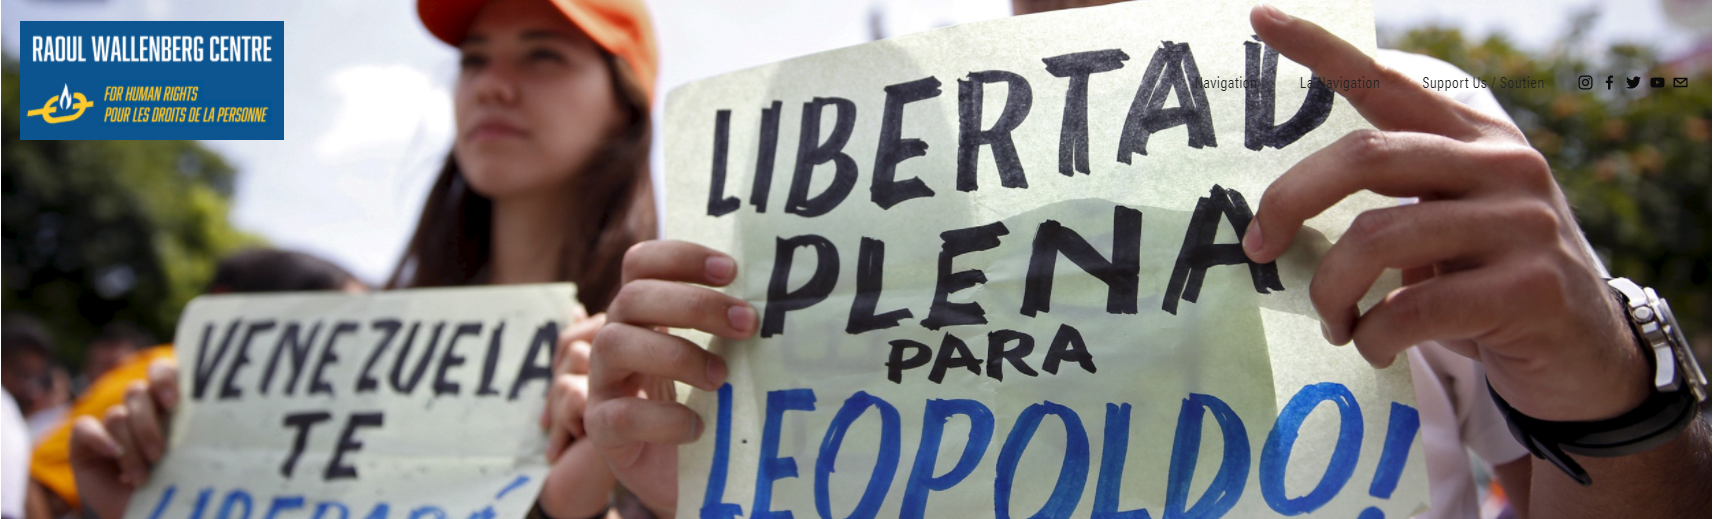 RAOUL WALLENBERG CENTRE
FOR HUMAN RIGHTS
POUR LES DROITS DE LA PERSONNE
Navigation
La Navigation
Support Us / Soutien
LIBERTAD
PLENA
PARA
LEOPOLDO!
VENEZUELA
TE
LIBERARÁ